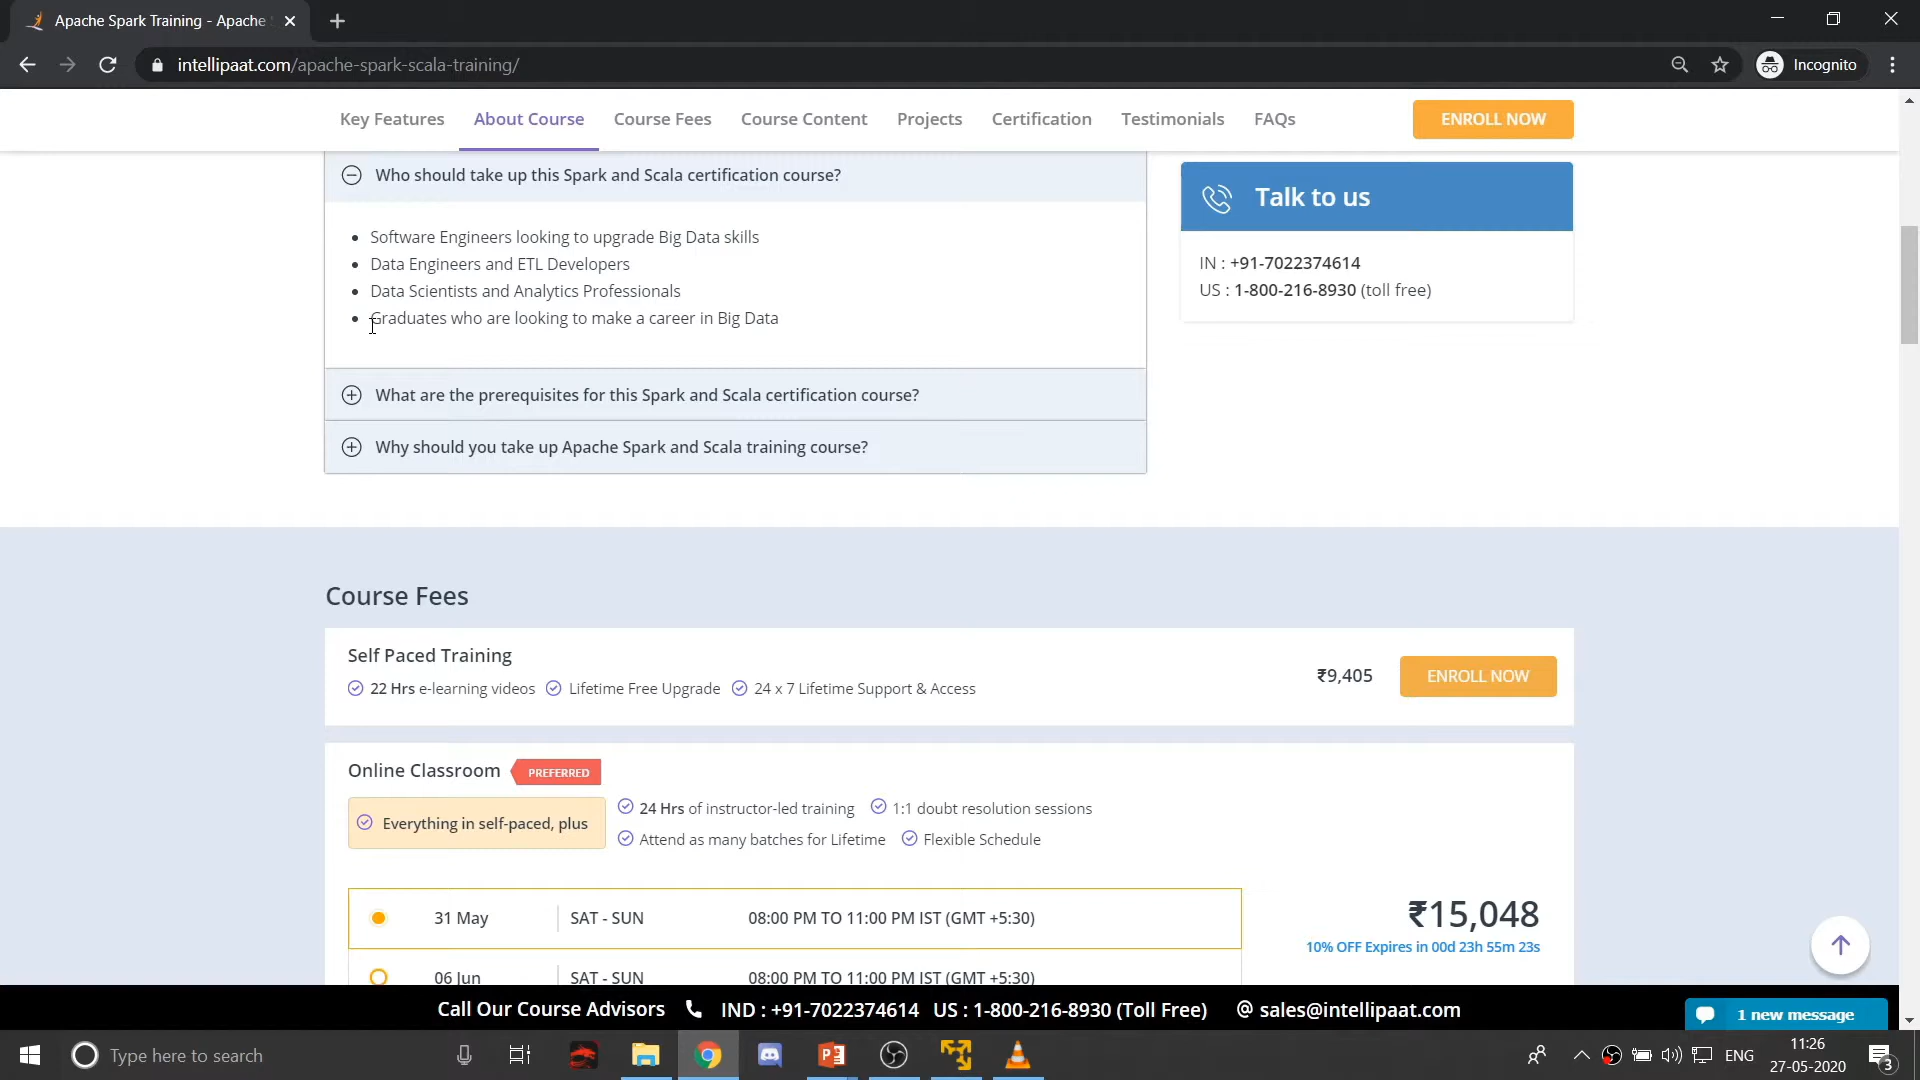 Apache Spark Training - Apache
intellipaat.com/apache-spark-scala-training/
Incognito
Key Features
About Course
Course Fees
Course Content
Projects
Certification
Testimonials
FAQs
ENROLL NOW
Who should take up this Spark and Scala certification course?
Software Engineers looking to upgrade Big Data skills
Data Engineers and ETL Developers
Data Scientists and Analytics Professionals
Graduates who are looking to make a career in Big Data
What are the prerequisites for this Spark and Scala certification course?
Why should you take up Apache Spark and Scala training course?
Talk to us
IN : +91-7022374614
US : 1-800-216-8930 (toll free)
Course Fees
Self Paced Training
22 Hrs e-learning videos Lifetime Free Upgrade 24 x 7 Lifetime Support & Access
₹9,405
ENROLL NOW
Online Classroom PREFERRED
Everything in self-paced, plus
24 Hrs of instructor-led training 1:1 doubt resolution sessions
Attend as many batches for Lifetime Flexible Schedule
31 May SAT - SUN 08:00 PM TO 11:00 PM IST (GMT +5:30)
06 Jun SAT - SUN 08:00 PM TO 11:00 PM IST (GMT +5:30)
₹15,048
10% OFF Expires in 00d 23h 55m 23s
Call Our Course Advisors IND : +91-7022374614 US : 1-800-216-8930 (Toll Free) @ sales@intellipaat.com
1 new message
Type here to search
ENG
11:26
27-05-2020
3